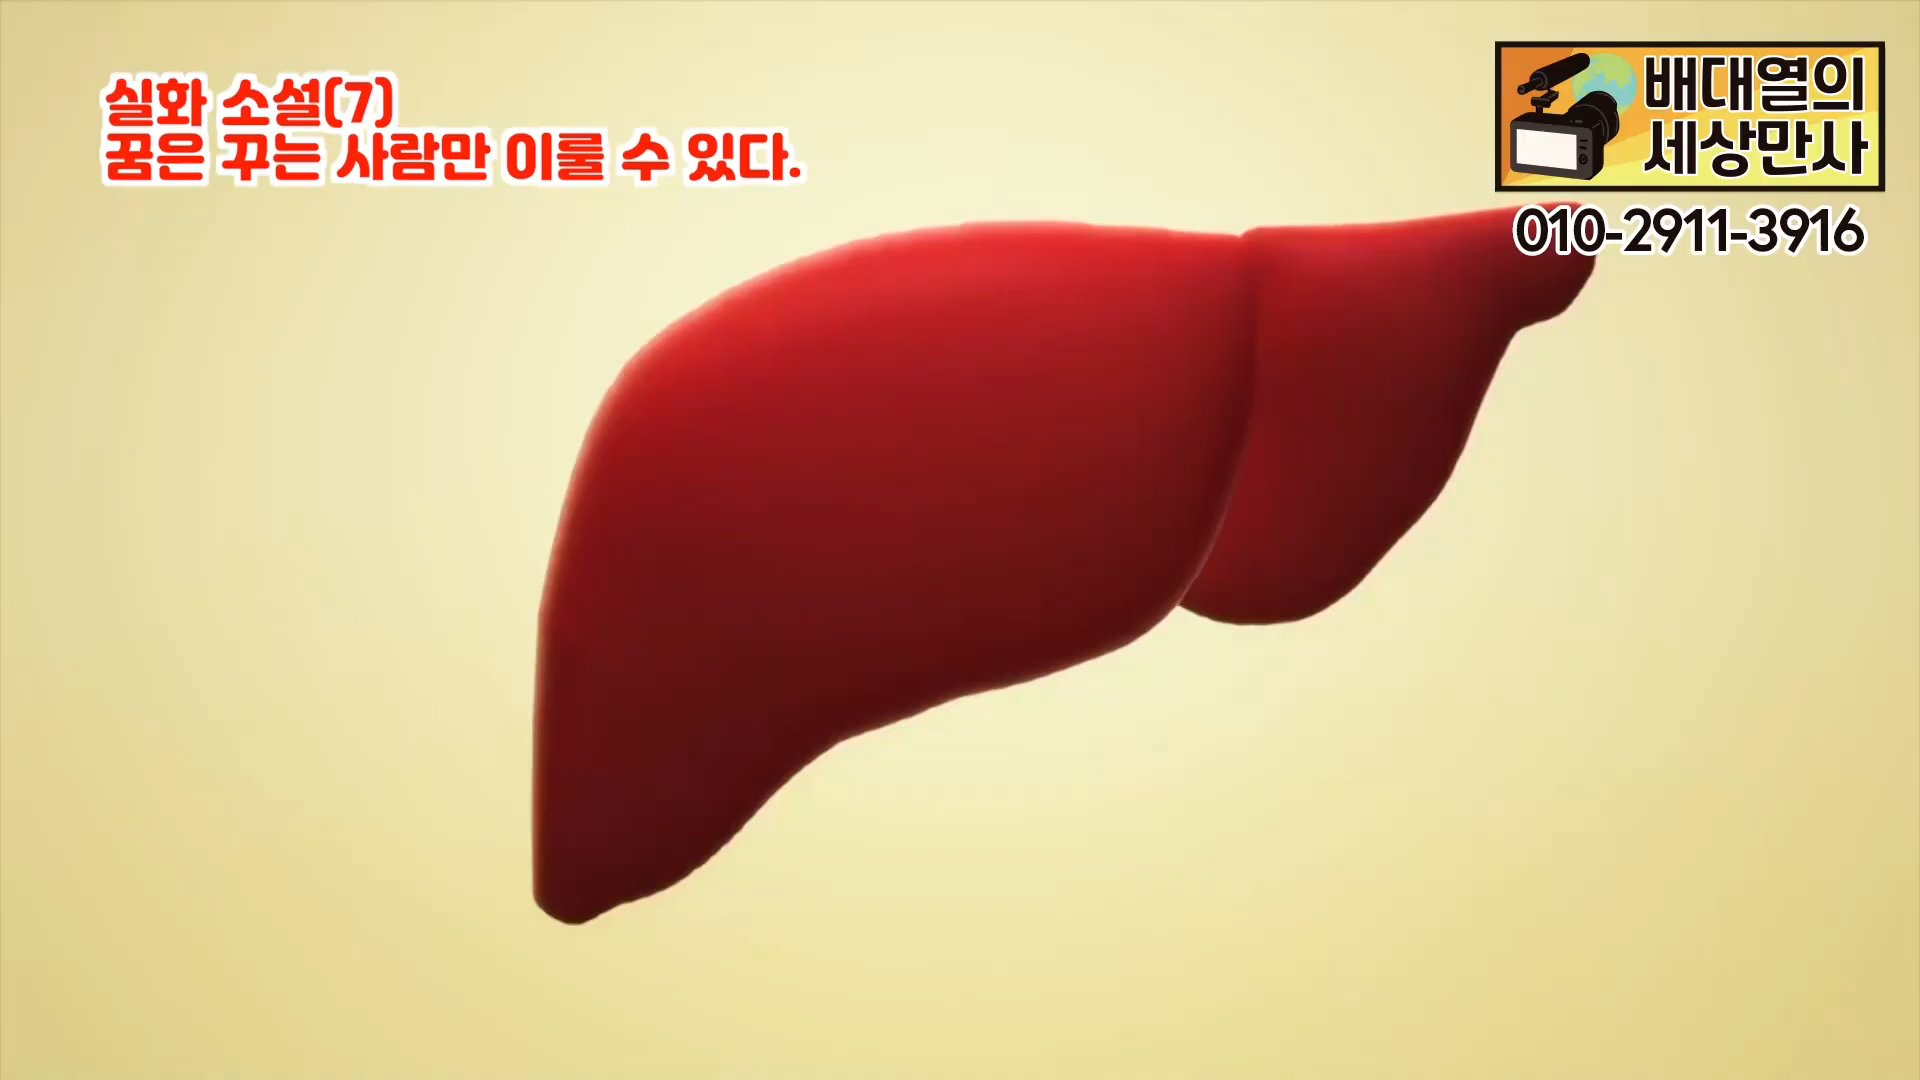 실화 소설(7)
꿈은 꾸는 사람만 이룰 수 있다.
배대열의
세상만사
010-2911-3916